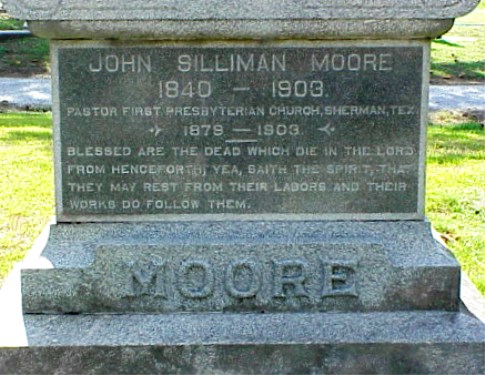 JOHN SILLIMAN MOORE
1840 — 1903.
PASTOR FIRST PRESBYTERIAN CHURCH, SHERMAN, TEX.
1879 — 1903.
BLESSED ARE THE DEAD WHICH DIE IN THE LORD
FROM HENCEFORTH; YEA, SAITH THE SPIRIT, THAT
THEY MAY REST FROM THEIR LABORS AND THEIR
WORKS DO FOLLOW THEM.
MOORE